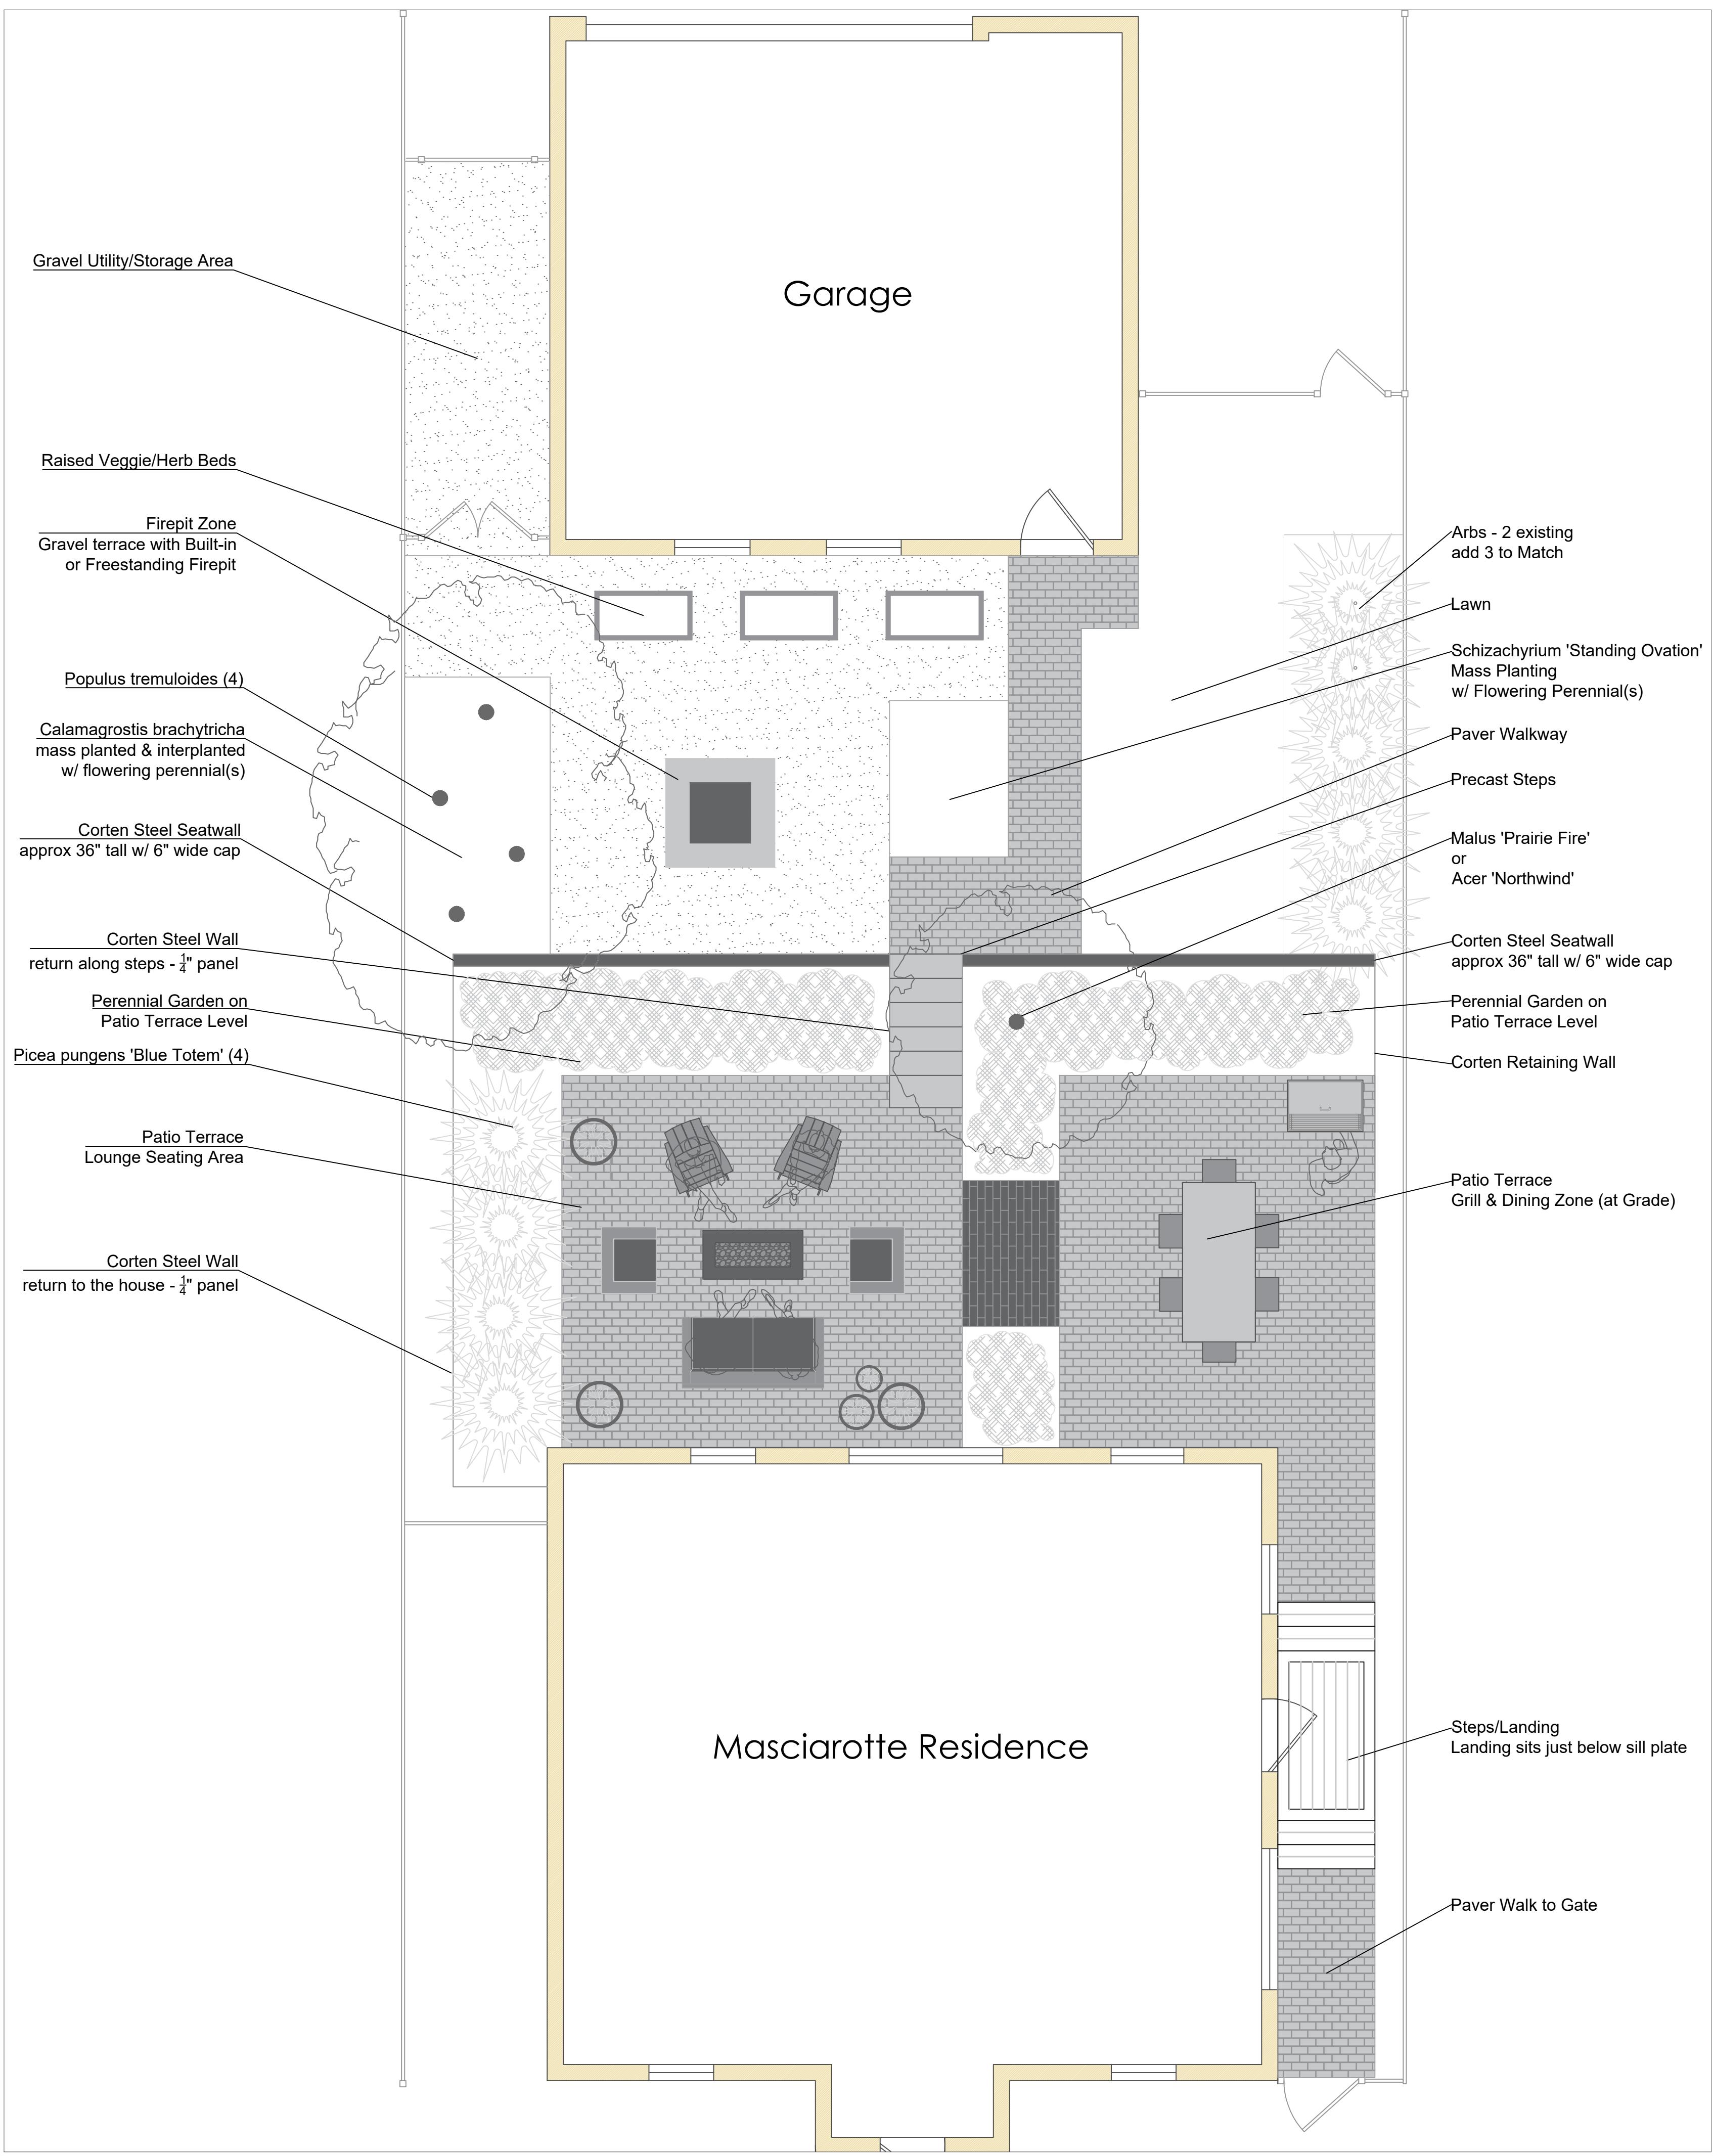 Garage
Gravel Utility/Storage Area
Raised Veggie/Herb Beds
Firepit Zone
Gravel terrace with Built-in
or Freestanding Firepit
Populus tremuloides (4)
Calamagrostis brachytricha
mass planted & interplanted
w/ flowering perennial(s)
Corten Steel Seatwall
approx 36" tall w/ 6" wide cap
Corten Steel Wall
return along steps - 1/4" panel
Perennial Garden on
Patio Terrace Level
Picea pungens 'Blue Totem' (4)
Patio Terrace
Lounge Seating Area
Corten Steel Wall
return to the house - 1/4" panel
Arbs - 2 existing
add 3 to Match
Lawn
Schizachyrium 'Standing Ovation'
Mass Planting
w/ Flowering Perennial(s)
Paver Walkway
Precast Steps
Malus 'Prairie Fire'
or
Acer 'Northwind'
Corten Steel Seatwall
approx 36" tall w/ 6" wide cap
Perennial Garden on
Patio Terrace Level
Corten Retaining Wall
Patio Terrace
Grill & Dining Zone (at Grade)
Masciarotte Residence
Steps/Landing
Landing sits just below sill plate
Paver Walk to Gate